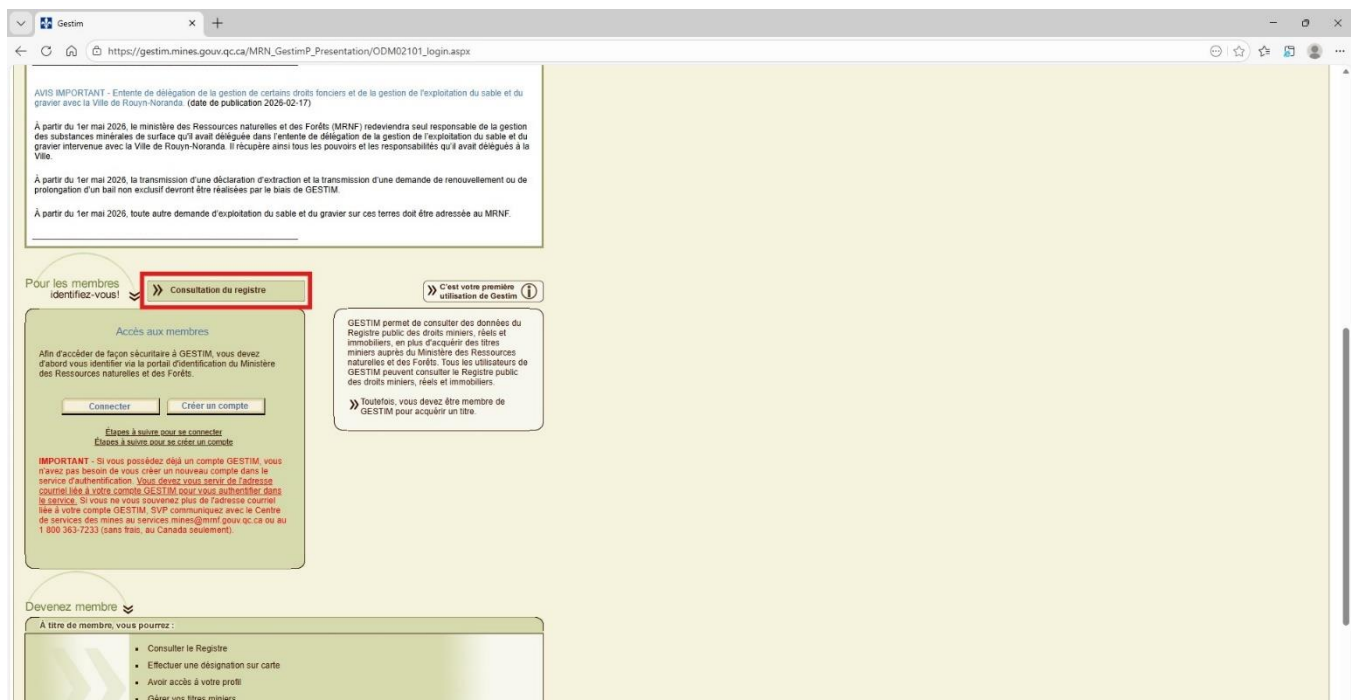 Gestim
https://gestim.mines.gouv.qc.ca/MRN_GestimP_Presentation/ODM02101_login.aspx
AVIS IMPORTANT - Entente de délégation de la gestion de certains droits fonciers et de la gestion de l'exploitation du sable et du
gravier avec la Ville de Rouyn-Noranda. (date de publication 2026-02-17)
À partir du 1er mai 2026, le ministère des Ressources naturelles et des Forêts (MRNF) redeviendra seul responsable de la gestion
des substances minérales de surface qu'il avait déléguée dans l'entente de délégation de la gestion de l'exploitation du sable et du
gravier intervenue avec la Ville de Rouyn-Noranda. Il récupère ainsi tous les pouvoirs et les responsabilités qu'il avait délégués à la
Ville.
À partir du 1er mai 2026, la transmission d'une déclaration d'extraction et la transmission d'une demande de renouvellement ou de
prolongation d'un bail non exclusif devront être réalisées par le biais de GESTIM.
À partir du 1er mai 2026, toute autre demande d'exploitation du sable et du gravier sur ces terres doit être adressée au MRNF.
Pour les membres
identifiez-vous!
Consultation du registre
C'est votre première
utilisation de Gestim
Accès aux membres
Afin d'accéder de façon sécuritaire à GESTIM, vous devez
d'abord vous identifier via la portail d'identification du Ministère
des Ressources naturelles et des Forêts.
Connecter
Créer un compte
Étapes à suivre pour se connecter
Étapes à suivre pour se créer un compte
IMPORTANT - Si vous possédez déjà un compte GESTIM, vous
n'avez pas besoin de vous créer un nouveau compte dans le
service d'authentification. Vous devez vous servir de l'adresse
courriel liée à votre compte GESTIM pour vous authentifier dans
le service. Si vous ne vous souvenez plus de l'adresse courriel
liée à votre compte GESTIM, SVP communiquez avec le Centre
de services des mines au services.mines@mrnf.gouv.qc.ca ou au
1 800 363-7233 (sans frais, au Canada seulement).
GESTIM permet de consulter des données du
Registre public des droits miniers, réels et
immobiliers, en plus d'acquérir des titres
miniers auprès du Ministère des Ressources
naturelles et des Forêts. Tous les utilisateurs de
GESTIM peuvent consulter le Registre public
des droits miniers, réels et immobiliers.
Toutefois, vous devez être membre de
GESTIM pour acquérir un titre.
Devenez membre
À titre de membre, vous pourrez :
Consulter le Registre
Effectuer une désignation sur carte
Avoir accès à votre profil
Gérer vos titres miniers